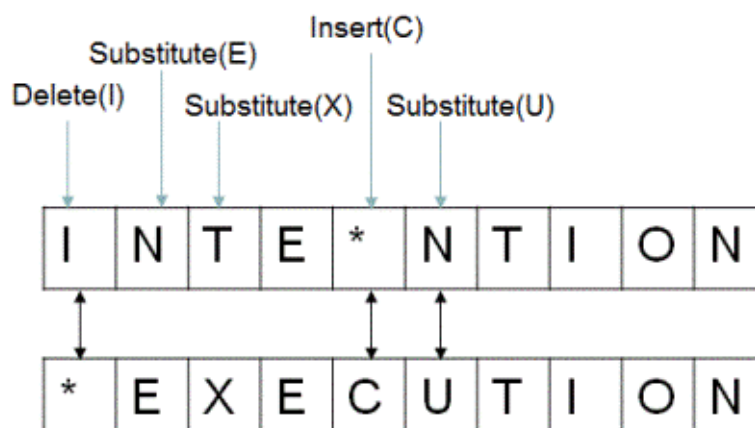 Insert(C)
Substitute(E)
Delete(I) Substitute(X) Substitute(U)
I N T E * N T I O N
* E X E C U T I O N